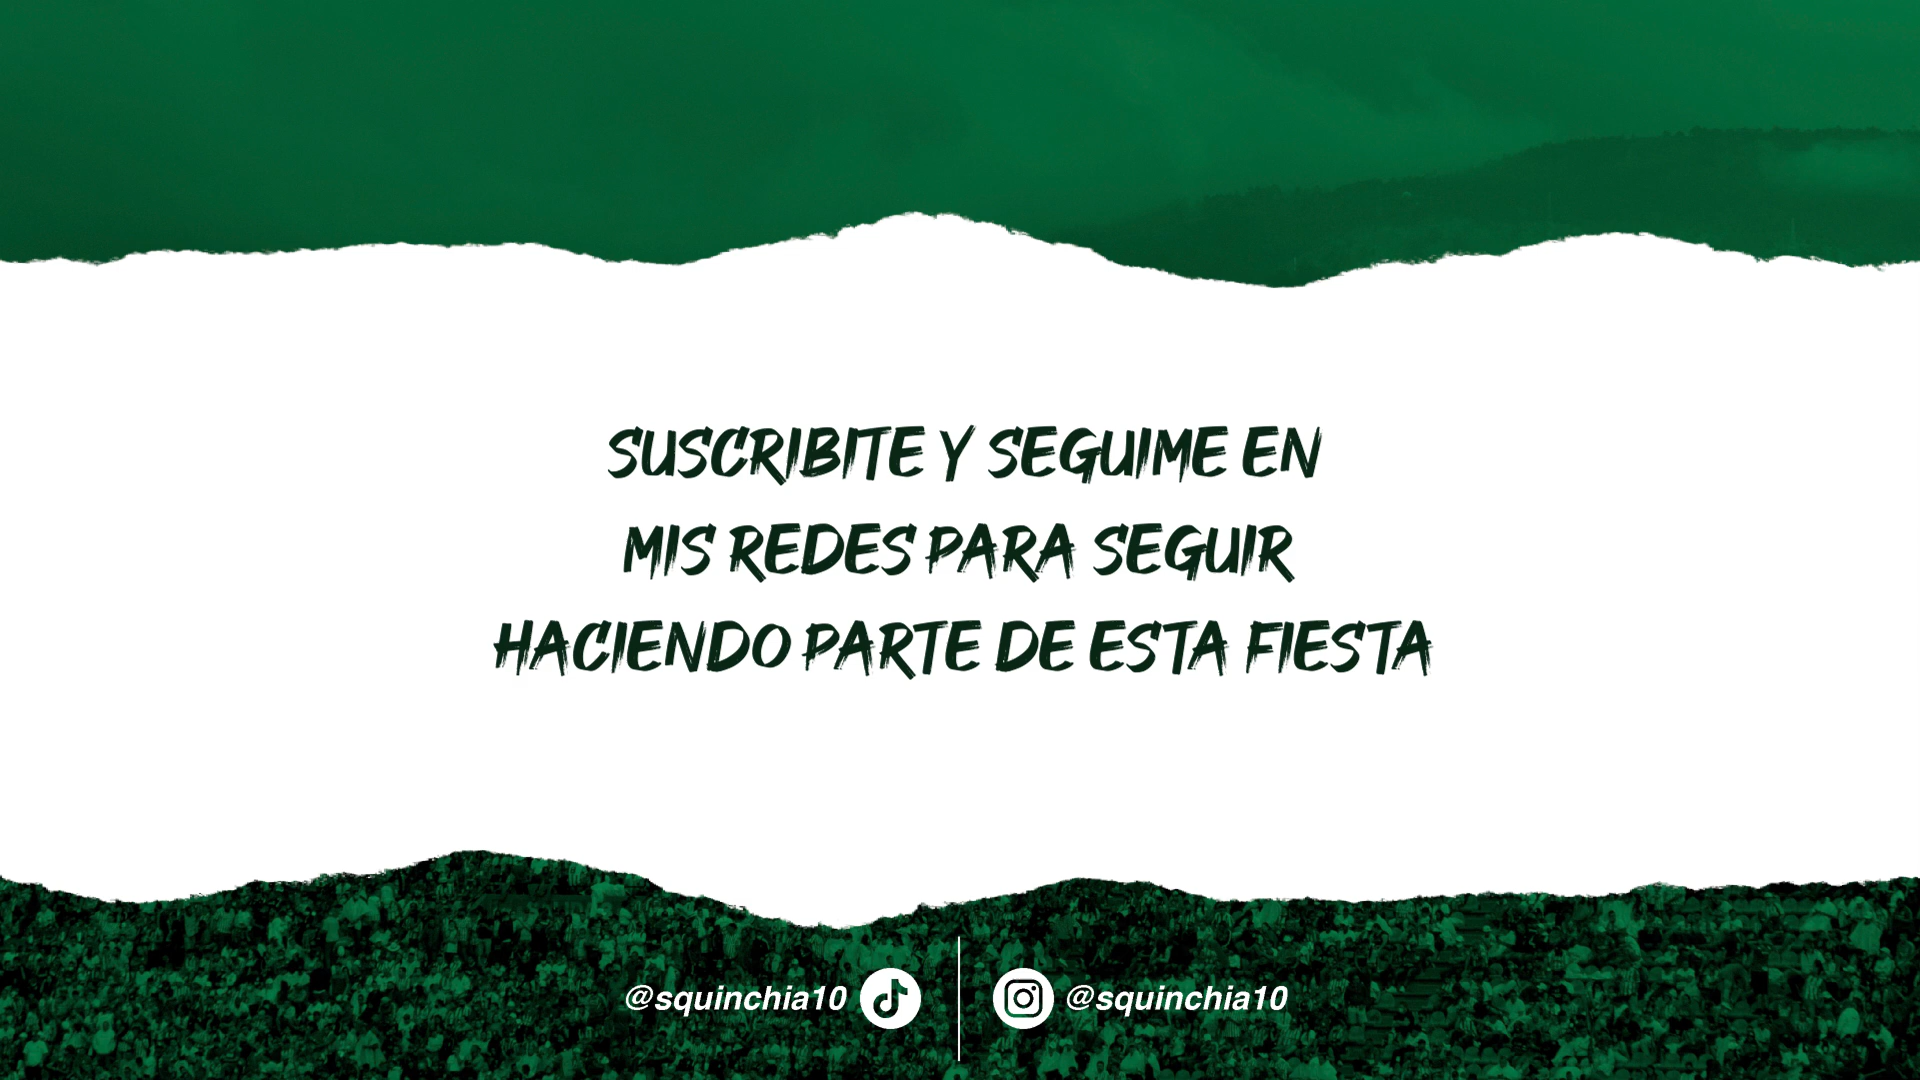 SUSCRIBITE Y SEGUIME EN
MIS REDES PARA SEGUIR
HACIENDO PARTE DE ESTA FIESTA
@squinchia10
@squinchia10